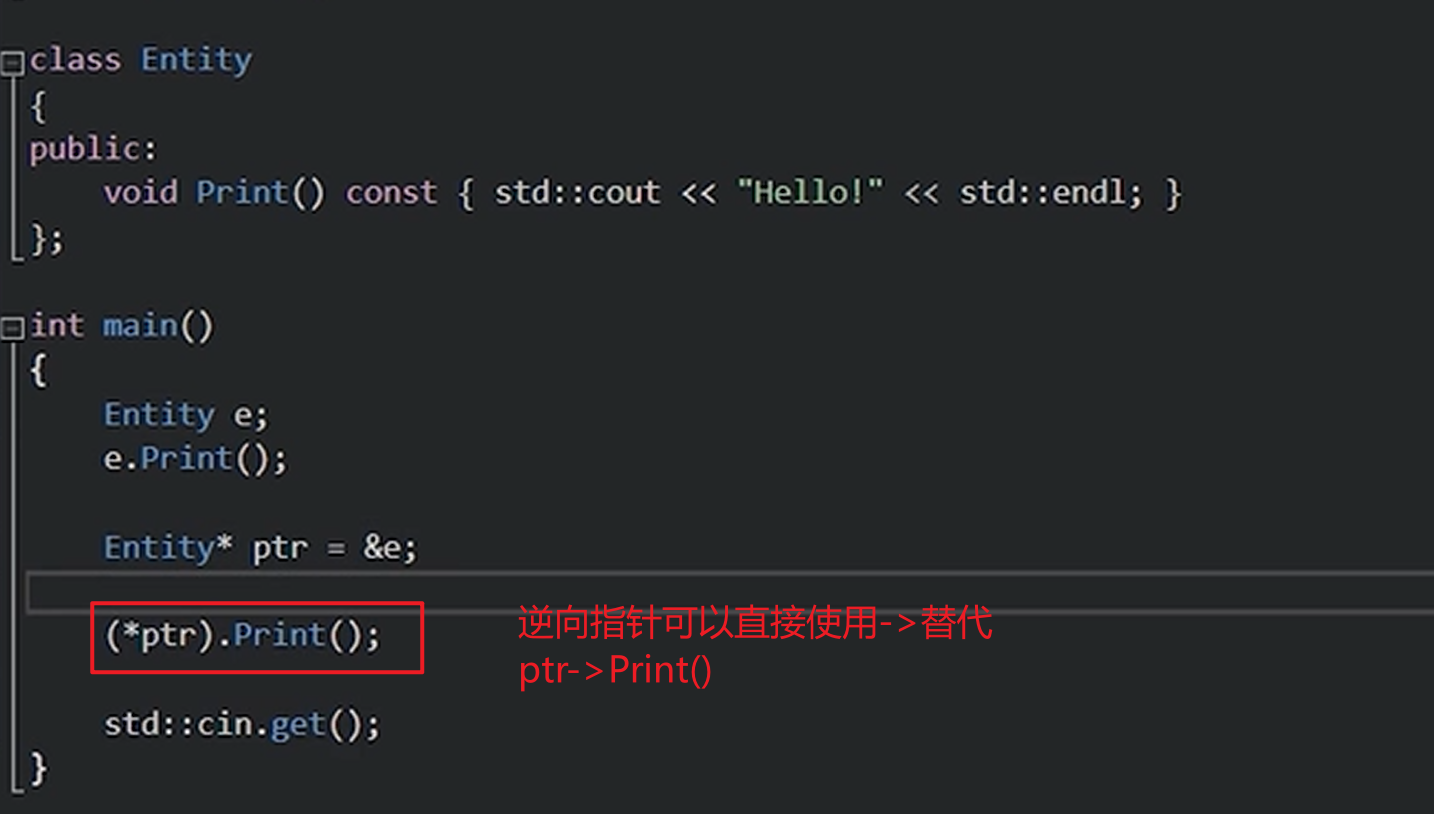 class Entity
{
public:
    void Print() const { std::cout << "Hello!" << std::endl; }
};
int main()
{
    Entity e;
    e.Print();
    Entity* ptr = &e;
    (*ptr).Print();
逆向指针可以直接使用->替代
ptr->Print()
    std::cin.get();
}